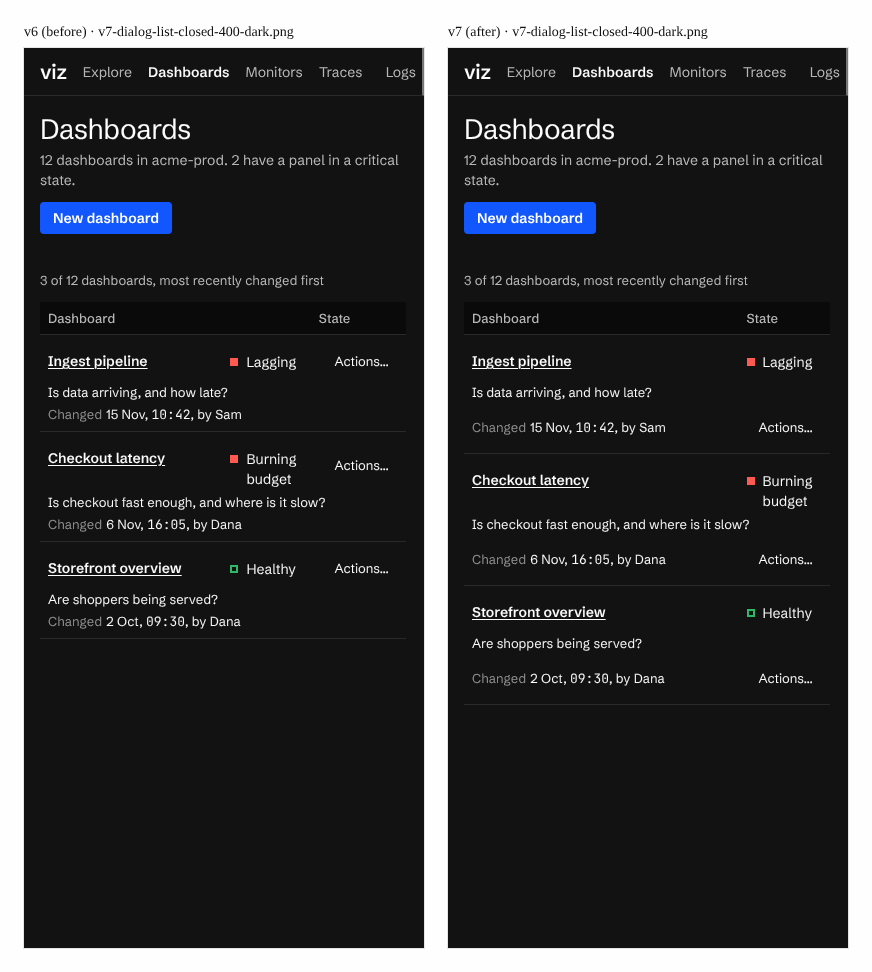 v6 (before) · v7-dialog-list-closed-400-dark.png
viz Explore Dashboards Monitors Traces Logs
Dashboards
12 dashboards in acme-prod. 2 have a panel in a critical
state.
New dashboard
3 of 12 dashboards, most recently changed first
Dashboard State
Ingest pipeline Lagging Actions...
Is data arriving, and how late?
Changed 15 Nov, 10:42, by Sam
Checkout latency Burning budget Actions...
Is checkout fast enough, and where is it slow?
Changed 6 Nov, 16:05, by Dana
Storefront overview Healthy Actions...
Are shoppers being served?
Changed 2 Oct, 09:30, by Dana
v7 (after) · v7-dialog-list-closed-400-dark.png
viz Explore Dashboards Monitors Traces Logs
Dashboards
12 dashboards in acme-prod. 2 have a panel in a critical
state.
New dashboard
3 of 12 dashboards, most recently changed first
Dashboard State
Ingest pipeline Lagging
Is data arriving, and how late?
Changed 15 Nov, 10:42, by Sam Actions...
Checkout latency Burning
budget
Is checkout fast enough, and where is it slow?
Changed 6 Nov, 16:05, by Dana Actions...
Storefront overview Healthy
Are shoppers being served?
Changed 2 Oct, 09:30, by Dana Actions...